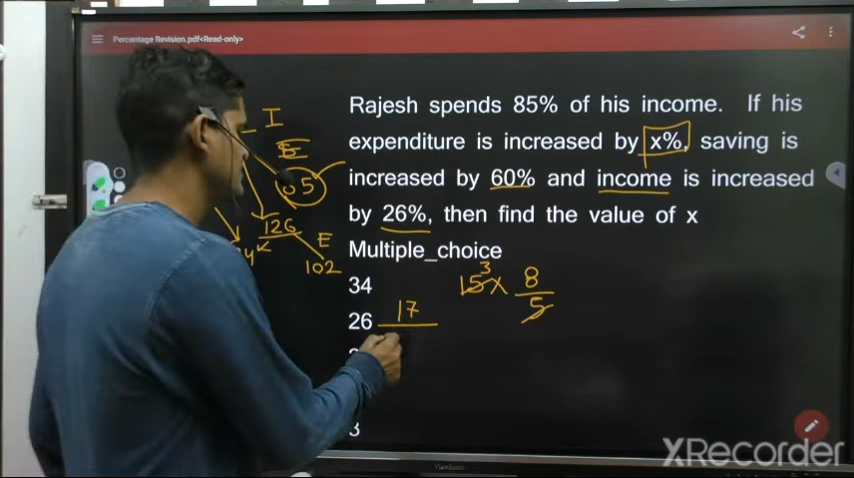 Percentage Revision.pdf<Read-only>
Rajesh spends 85% of his income. If his
expenditure is increased by x%, saving is
increased by 60% and income is increased
by 26%, then find the value of x
Multiple_choice
34
26
3
I
126
E
102
15 3 x 8
5
17
XRecorder
ViewSonic